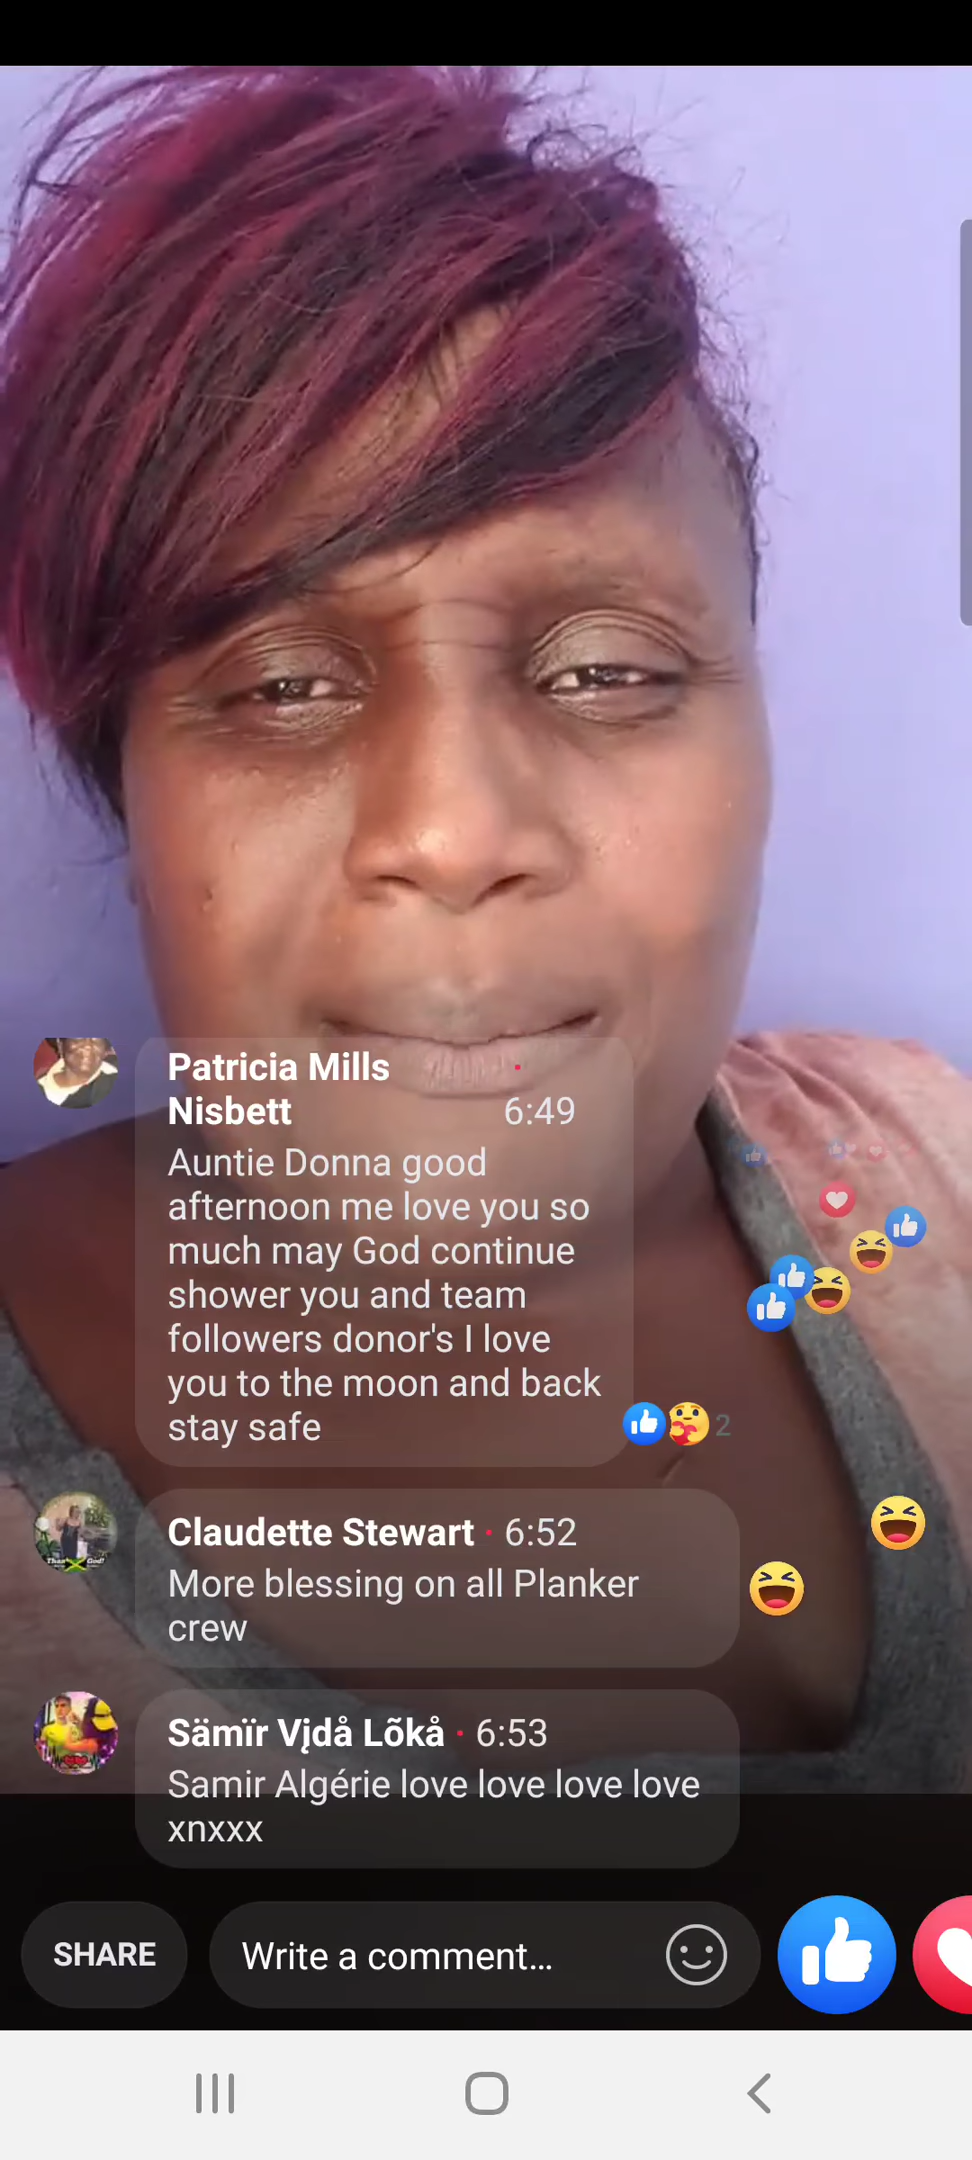 Patricia Mills ·
Nisbett 6:49
Auntie Donna good
afternoon me love you so
much may God continue
shower you and team
followers donor's I love
you to the moon and back
stay safe
2
Claudette Stewart · 6:52
More blessing on all Planker
crew
Sämïr Vįdå Lõkå · 6:53
Samir Algérie love love love love
xnxxx
SHARE
Write a comment...